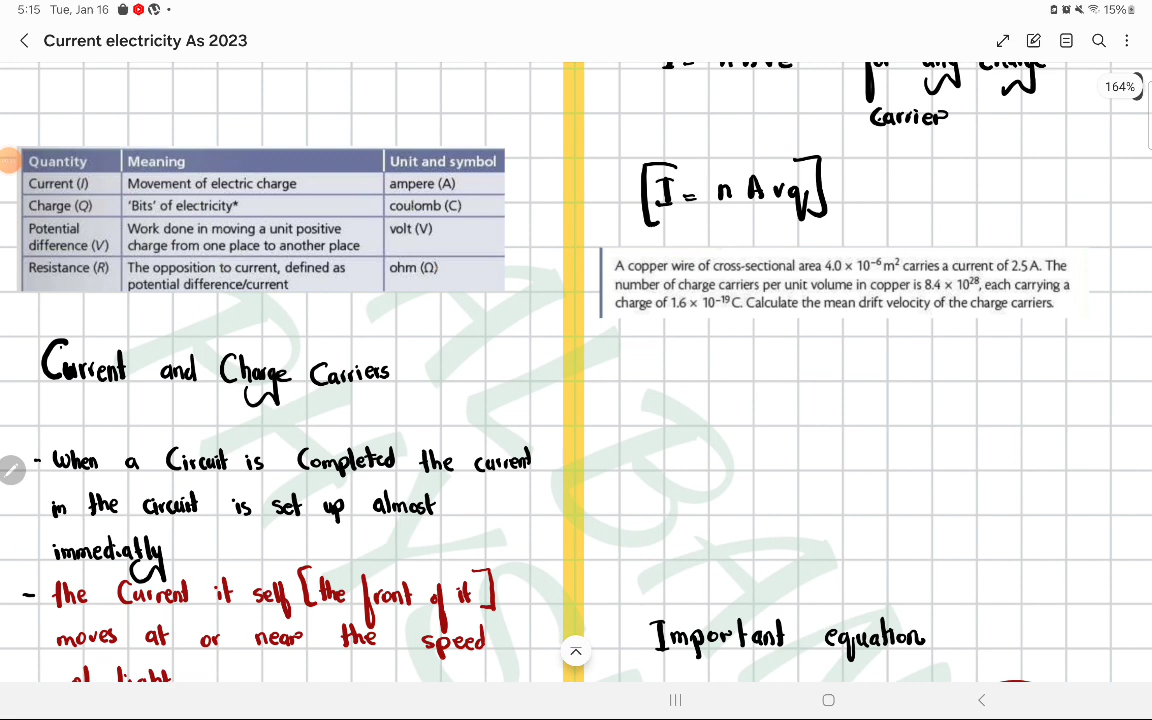 5:15 Tue, Jan 16
15%
Current electricity As 2023
164%
Quantity Meaning Unit and symbol
Current (I) Movement of electric charge ampere (A)
Charge (Q) 'Bits' of electricity* coulomb (C)
Potential Work done in moving a unit positive volt (V)
difference (V) charge from one place to another place
Resistance (R) The opposition to current, defined as ohm (Ω)
potential difference/current
Current and Charge Carriers
- When a Circuit is Completed the current
in the circuit is set up almost
immediatly
- the Current it self [the front of it]
moves at or near the speed
of light
for any charge
Carrier
[I = n A v q]
A copper wire of cross-sectional area 4.0 × 10⁻⁶ m² carries a current of 2.5 A. The
number of charge carriers per unit volume in copper is 8.4 × 10²⁸, each carrying a
charge of 1.6 × 10⁻¹⁹ C. Calculate the mean drift velocity of the charge carriers.
Important equation